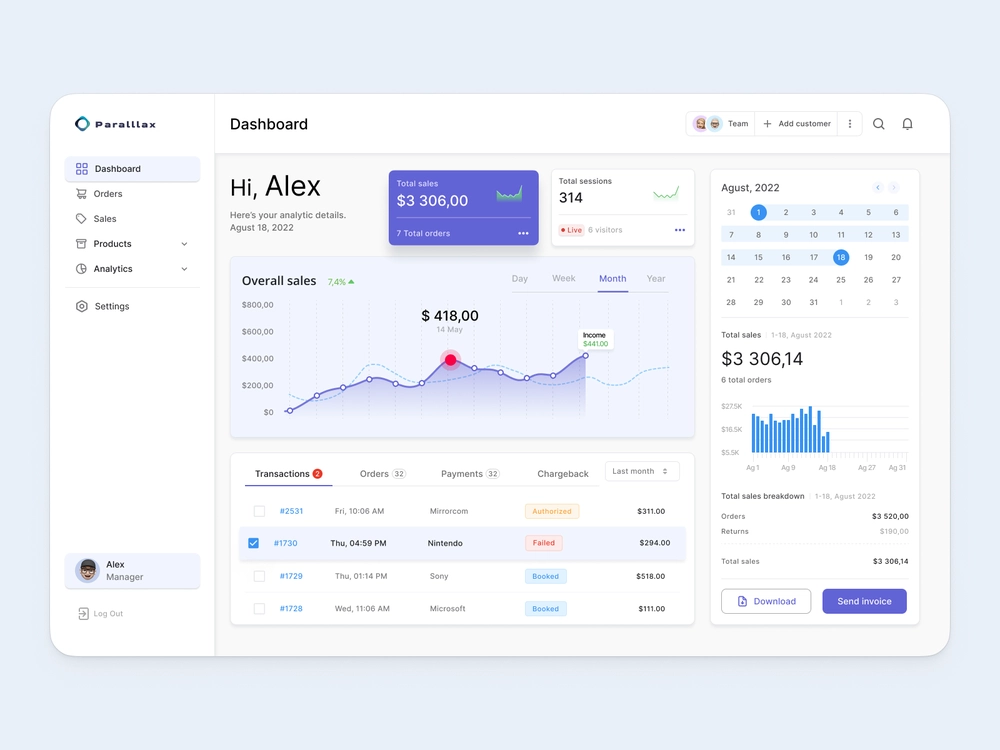 Paralllax
Dashboard
Orders
Sales
Products
Analytics
Settings
Alex
Manager
Log Out
Dashboard
Team
Add customer
Hi, Alex
Here's your analytic details.
Agust 18, 2022
Total sales
$3 306,00
7 Total orders
Total sessions
314
Live 6 visitors
Overall sales 7,4%
Day Week Month Year
$800,00
$600,00
$400,00
$200,00
$0
$ 418,00
14 May
Income
$441.00
Transactions 2 Orders 32 Payments 32 Chargeback Last month
#2531 Fri, 10:06 AM Mirrorcom Authorized $311.00
#1730 Thu, 04:59 PM Nintendo Failed $294.00
#1729 Thu, 01:14 PM Sony Booked $518.00
#1728 Wed, 11:06 AM Microsoft Booked $111.00
Agust, 2022
31 1 2 3 4 5 6
7 8 9 10 11 12 13
14 15 16 17 18 19 20
21 22 23 24 25 26 27
28 29 30 31 1 2 3
Total sales 1-18, Agust 2022
$3 306,14
6 total orders
$27.5K
$16.5K
$5.5K
Ag 1 Ag 9 Ag 18 Ag 27 Ag 31
Total sales breakdown 1-18, Agust 2022
Orders $3 520,00
Returns $190,00
Total sales $3 306,14
Download
Send invoice